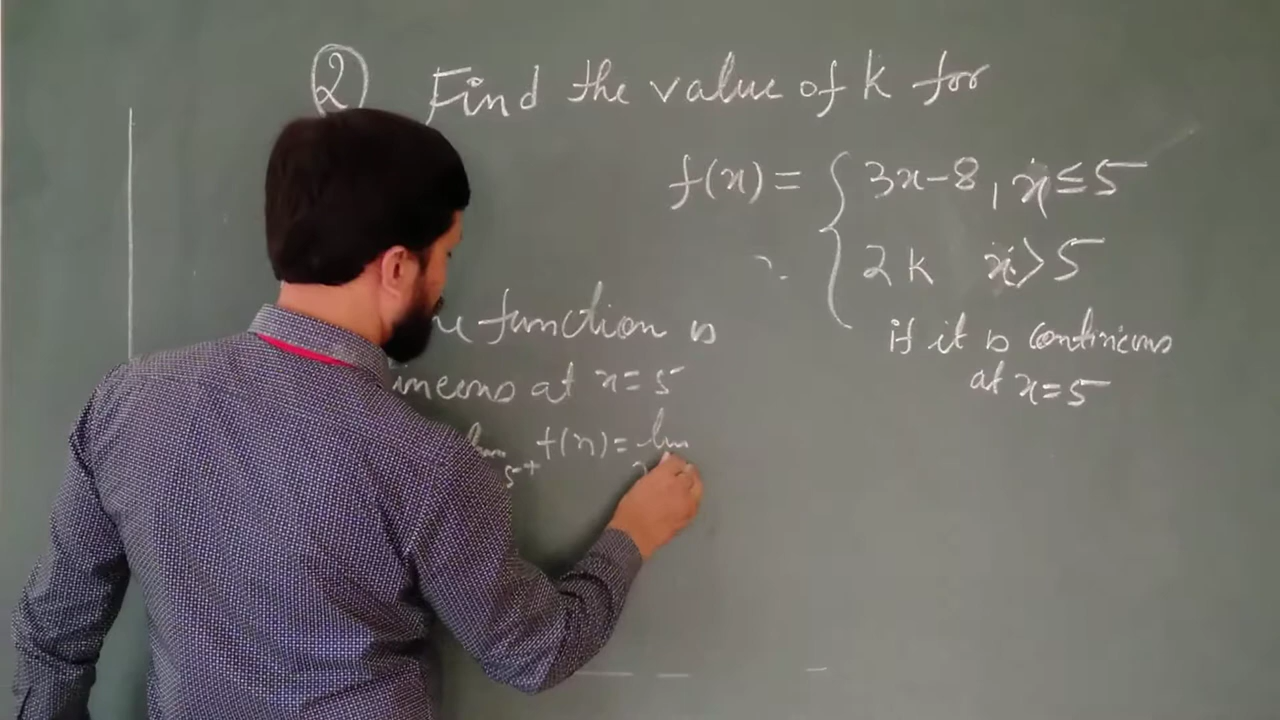 2 Find the value of k for
f(x) = { 3x-8, x ≤ 5
2k x > 5
if it is continuous
at x = 5
function is
at x = 5
lim 5+ f(x) = lim